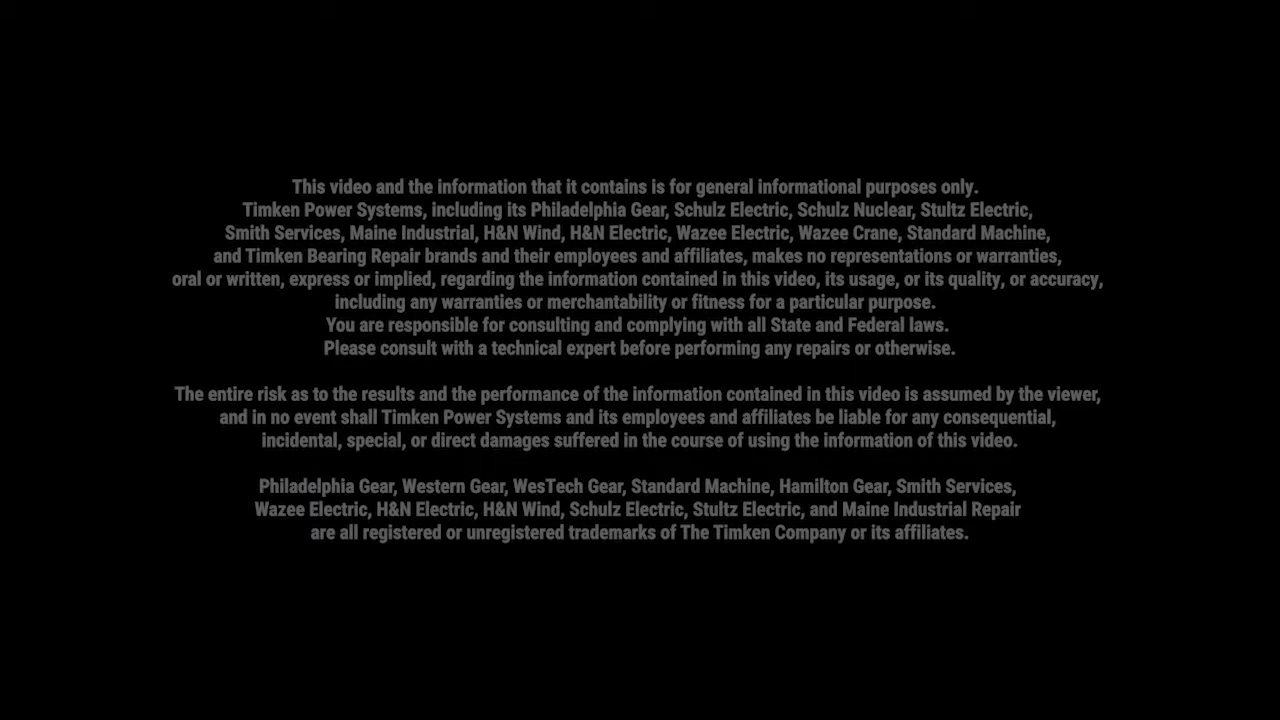 This video and the information that it contains is for general informational purposes only.
Timken Power Systems, including its Philadelphia Gear, Schulz Electric, Schulz Nuclear, Stultz Electric,
Smith Services, Maine Industrial, H&N Wind, H&N Electric, Wazee Electric, Wazee Crane, Standard Machine,
and Timken Bearing Repair brands and their employees and affiliates, makes no representations or warranties,
oral or written, express or implied, regarding the information contained in this video, its usage, or its quality, or accuracy,
including any warranties or merchantability or fitness for a particular purpose.
You are responsible for consulting and complying with all State and Federal laws.
Please consult with a technical expert before performing any repairs or otherwise.
The entire risk as to the results and the performance of the information contained in this video is assumed by the viewer,
and in no event shall Timken Power Systems and its employees and affiliates be liable for any consequential,
incidental, special, or direct damages suffered in the course of using the information of this video.
Philadelphia Gear, Western Gear, WesTech Gear, Standard Machine, Hamilton Gear, Smith Services,
Wazee Electric, H&N Electric, H&N Wind, Schulz Electric, Stultz Electric, and Maine Industrial Repair
are all registered or unregistered trademarks of The Timken Company or its affiliates.